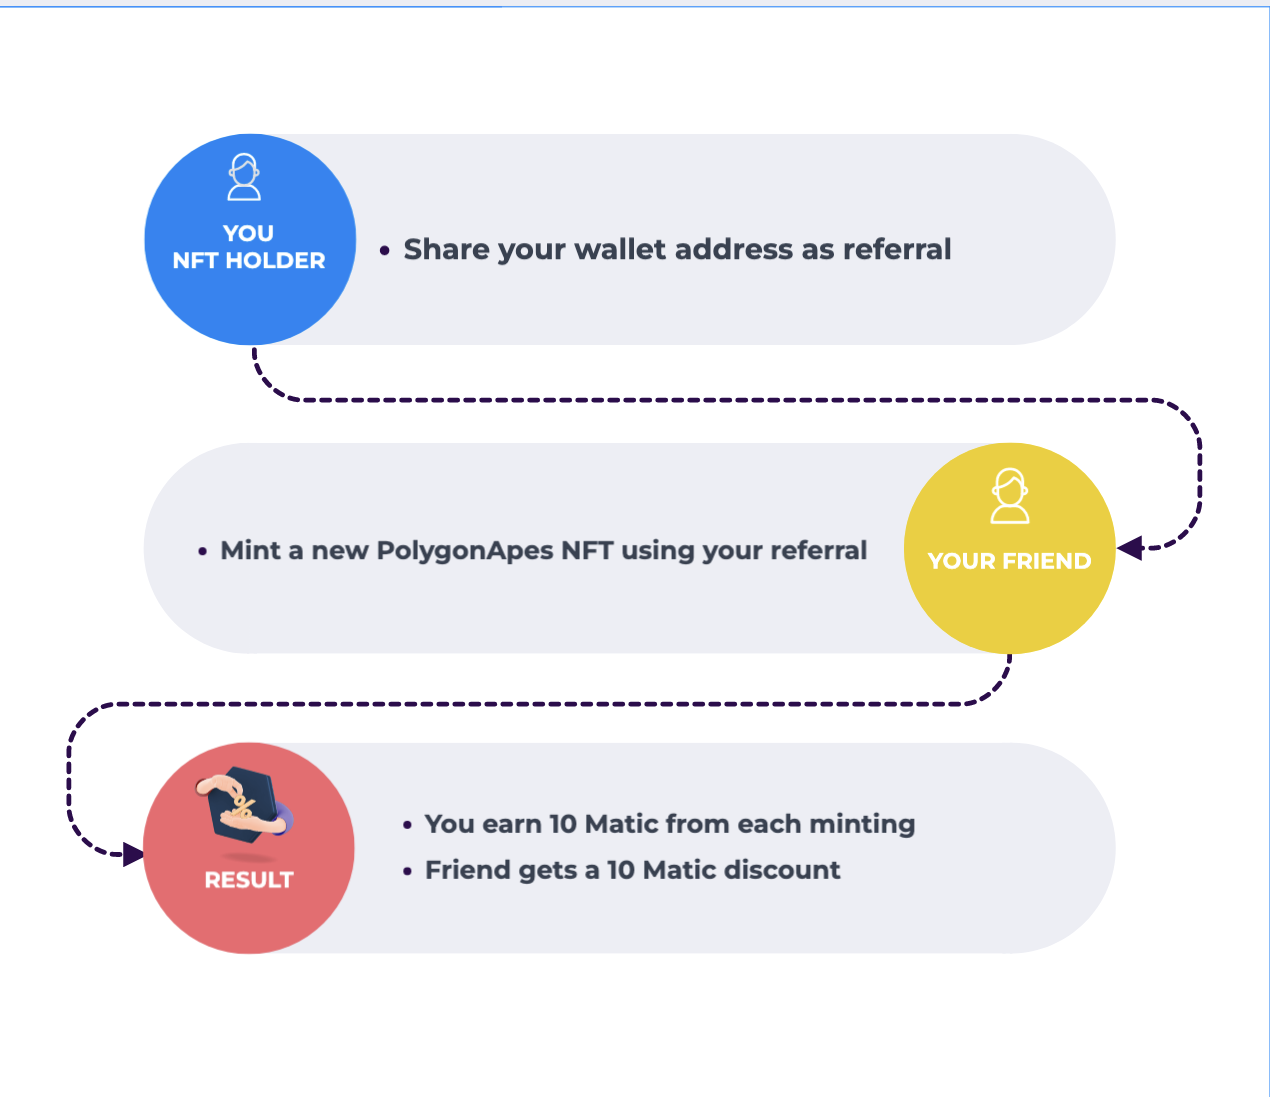 YOU
NFT HOLDER
• Share your wallet address as referral
• Mint a new PolygonApes NFT using your referral
YOUR FRIEND
%
RESULT
• You earn 10 Matic from each minting
• Friend gets a 10 Matic discount